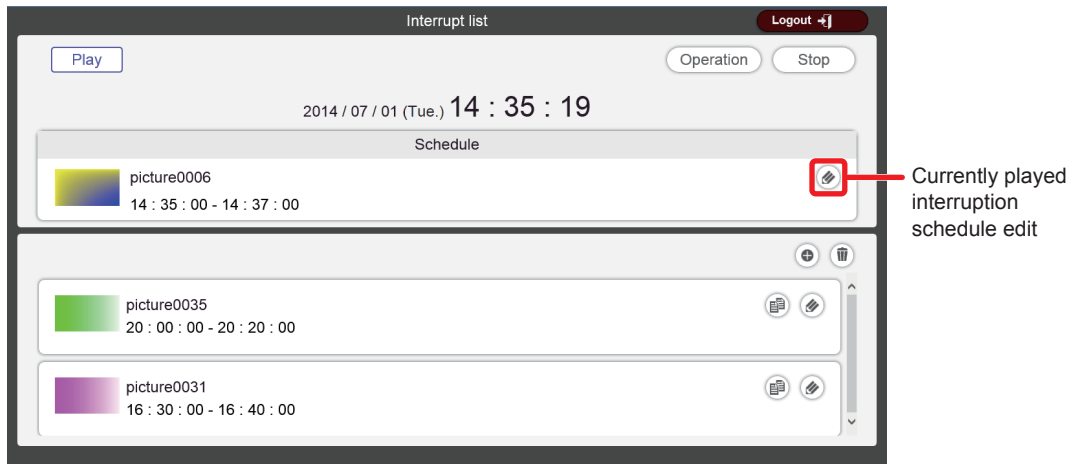 Interrupt list
Logout
Play
Operation
Stop
2014 / 07 / 01 (Tue.) 14 : 35 : 19
Schedule
picture0006
14 : 35 : 00 - 14 : 37 : 00
Currently played
interruption
schedule edit
picture0035
20 : 00 : 00 - 20 : 20 : 00
picture0031
16 : 30 : 00 - 16 : 40 : 00